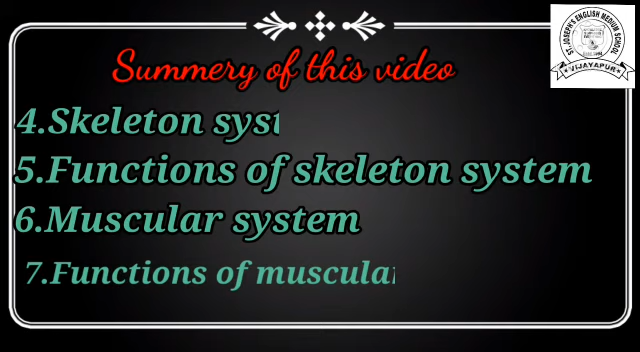 Summery of this video
ST.JOSEPH'S ENGLISH MEDIUM SCHOOL
VIJAYAPUR
4.Skeleton syst
5.Functions of skeleton system
6.Muscular system
7.Functions of muscular